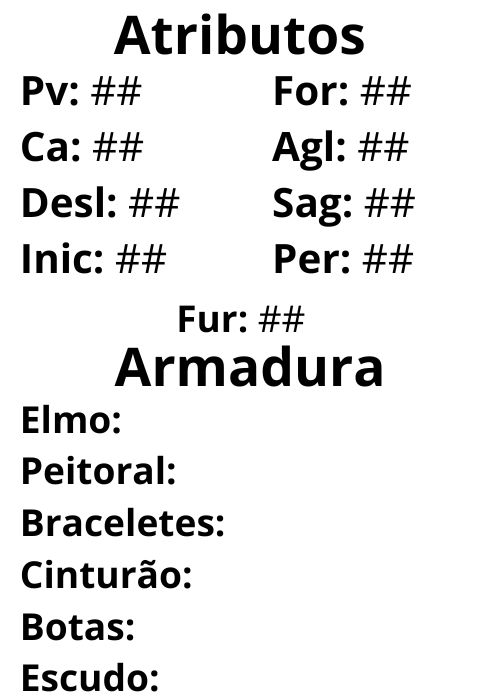 Atributos
Pv: ## For: ##
Ca: ## Agl: ##
Desl: ## Sag: ##
Inic: ## Per: ##
Fur: ##
Armadura
Elmo:
Peitoral:
Braceletes:
Cinturão:
Botas:
Escudo: